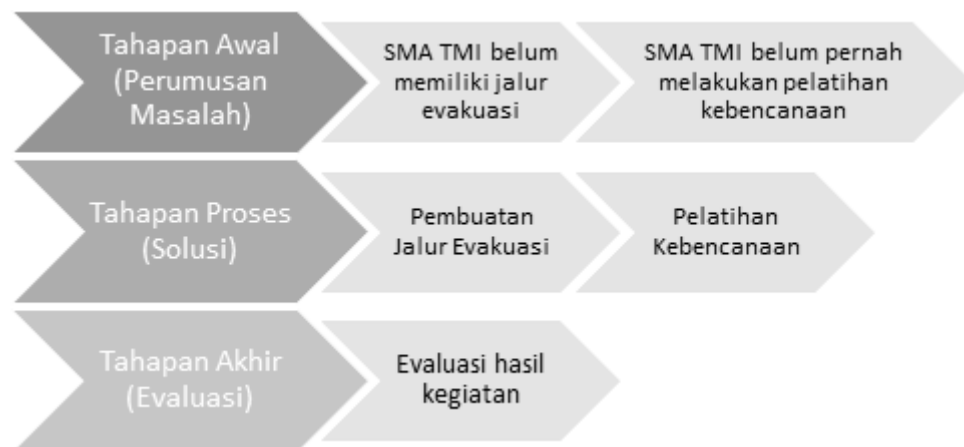 Tahapan Awal
(Perumusan
Masalah)
SMA TMI belum
memiliki jalur
evakuasi
SMA TMI belum pernah
melakukan pelatihan
kebencanaan
Tahapan Proses
(Solusi)
Pembuatan
Jalur Evakuasi
Pelatihan
Kebencanaan
Tahapan Akhir
(Evaluasi)
Evaluasi hasil
kegiatan